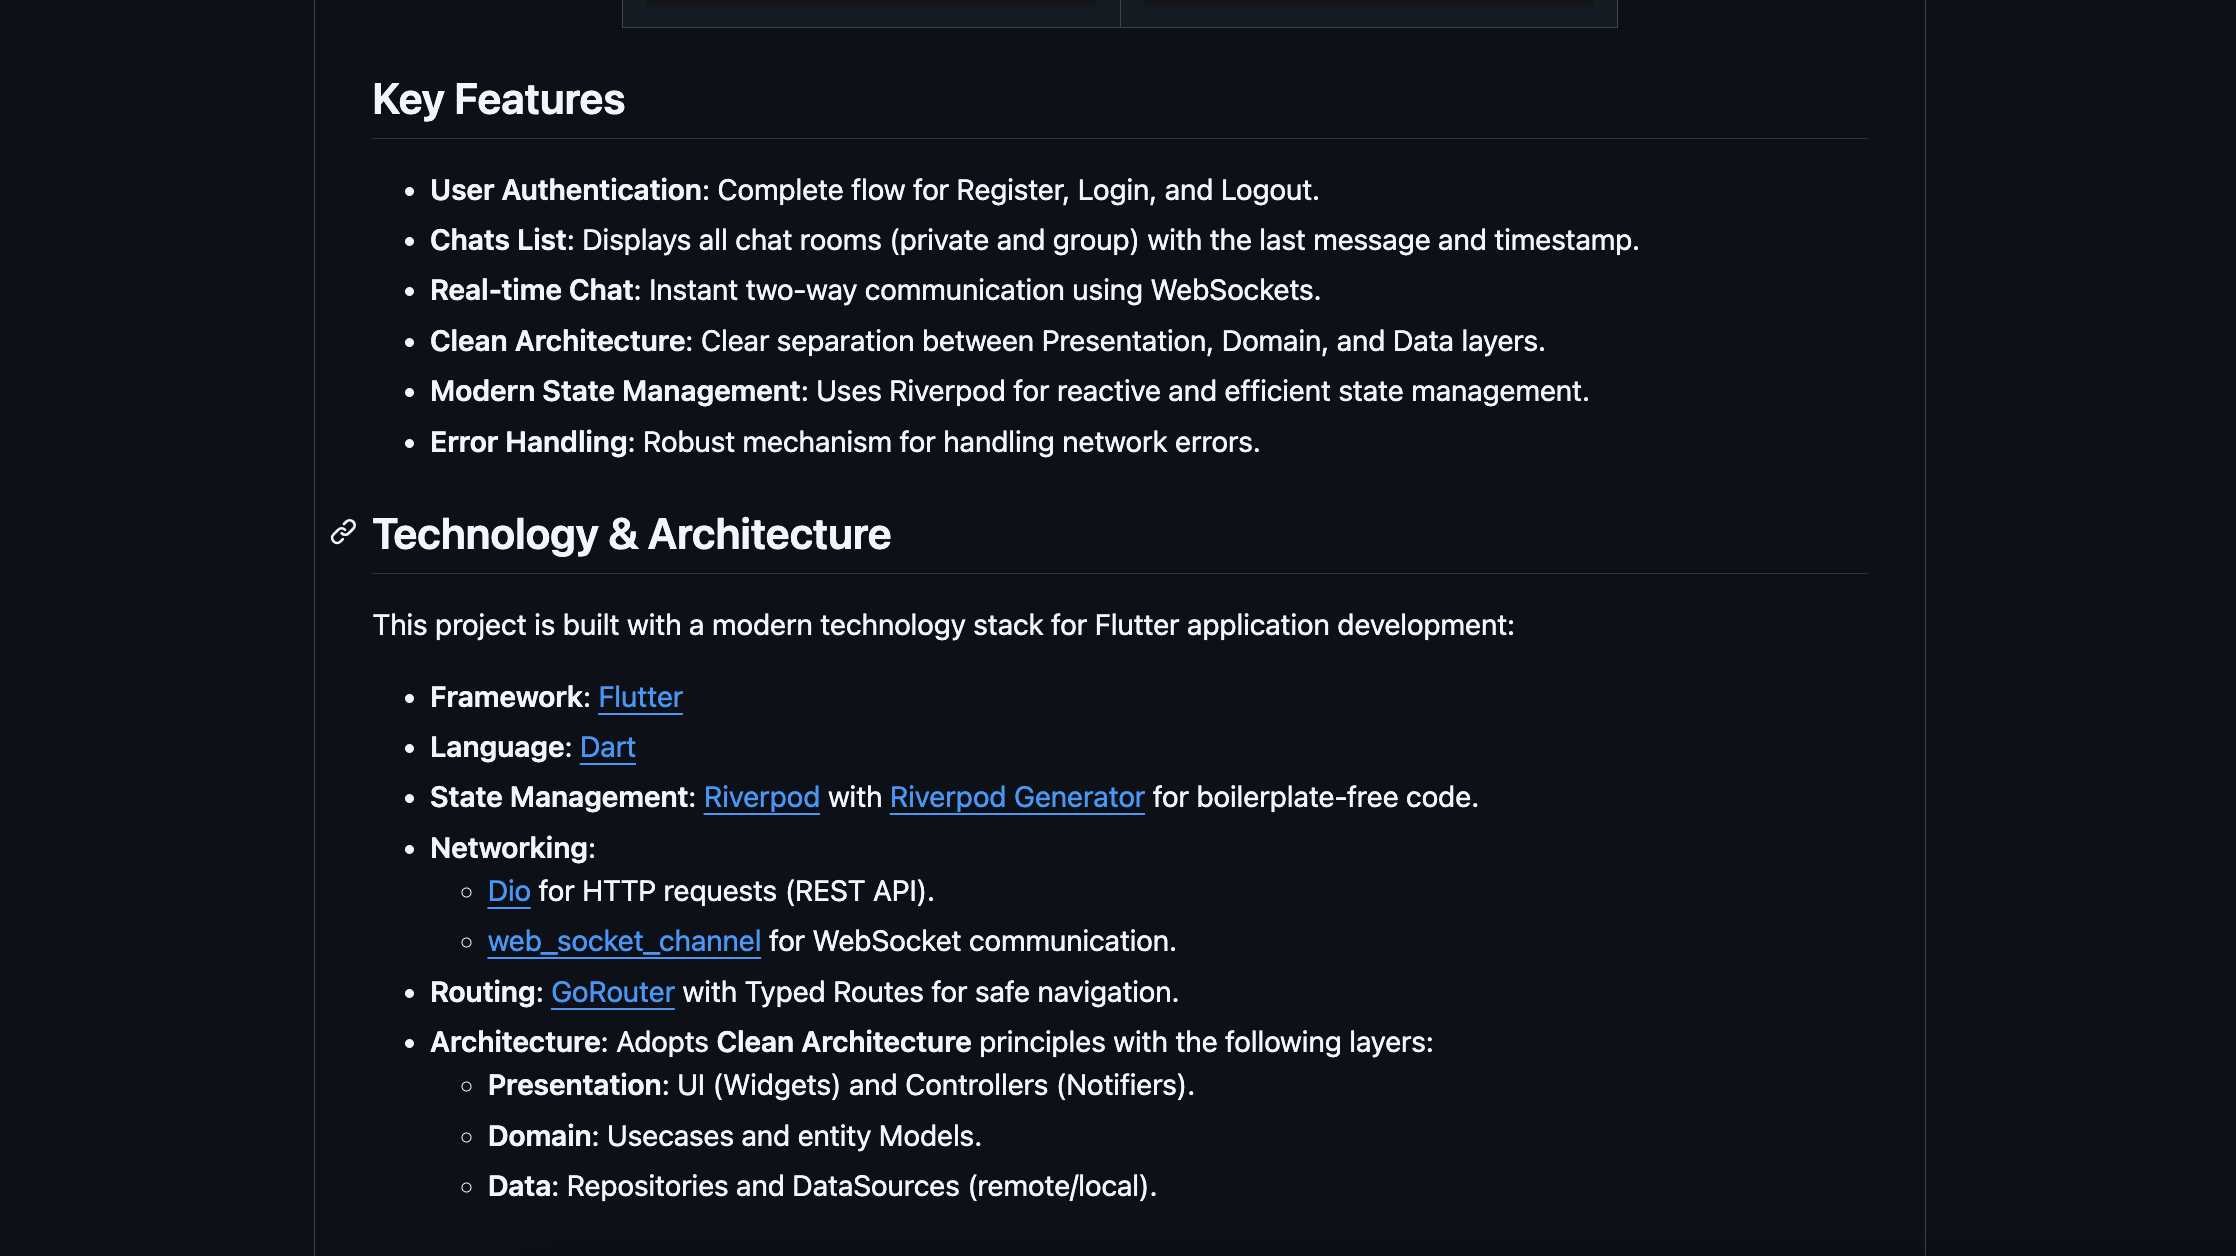 Key Features
User Authentication: Complete flow for Register, Login, and Logout.
Chats List: Displays all chat rooms (private and group) with the last message and timestamp.
Real-time Chat: Instant two-way communication using WebSockets.
Clean Architecture: Clear separation between Presentation, Domain, and Data layers.
Modern State Management: Uses Riverpod for reactive and efficient state management.
Error Handling: Robust mechanism for handling network errors.
Technology & Architecture
This project is built with a modern technology stack for Flutter application development:
Framework: Flutter
Language: Dart
State Management: Riverpod with Riverpod Generator for boilerplate-free code.
Networking:
Dio for HTTP requests (REST API).
web_socket_channel for WebSocket communication.
Routing: GoRouter with Typed Routes for safe navigation.
Architecture: Adopts Clean Architecture principles with the following layers:
Presentation: UI (Widgets) and Controllers (Notifiers).
Domain: Usecases and entity Models.
Data: Repositories and DataSources (remote/local).